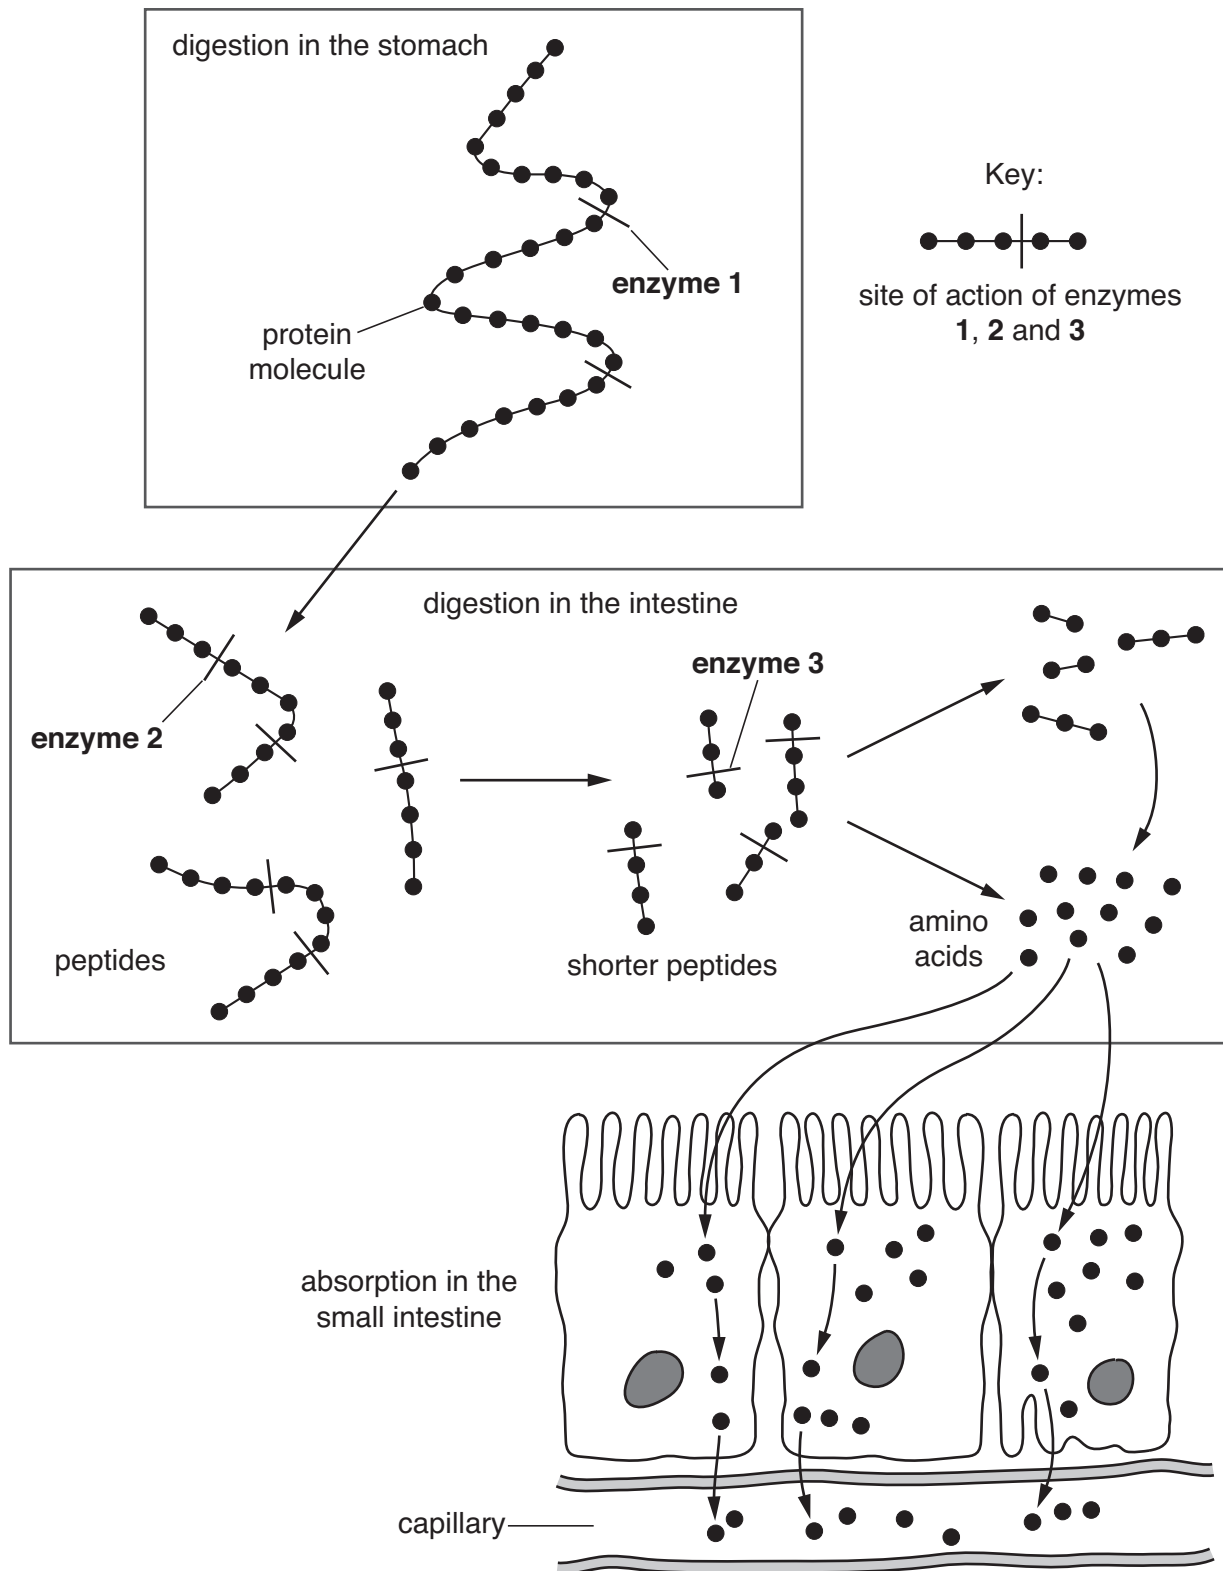 digestion in the stomach
Key:
enzyme 1
site of action of enzymes
1, 2 and 3
protein
molecule
digestion in the intestine
enzyme 3
enzyme 2
amino
acids
peptides
shorter peptides
absorption in the
small intestine
capillary